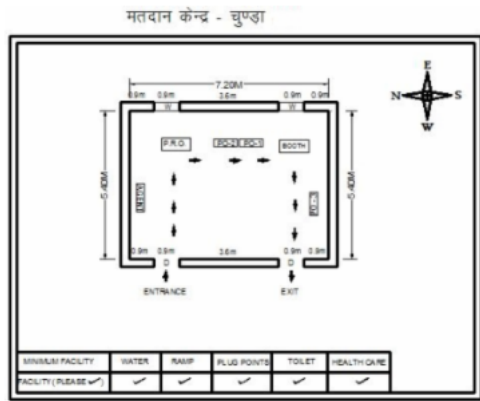 मतदान केन्द्र - चुण्ड़ा
7.20M
0.9m 0.9m 3.6m 0.9m 0.9m
W W
E
N S
W
P.R.O. PO-2 PO-1 BOOTH
5.40M 5.40M
0.9m 0.9m 3.6m 0.9m 0.9m
D D
ENTRANCE EXIT
MINIMUM FACILITY WATER RAMP PLUG POINTS TOILET HEALTH CARE
FACILITY ( PLEASE ✓ ) ✓ ✓ ✓ ✓ ✓